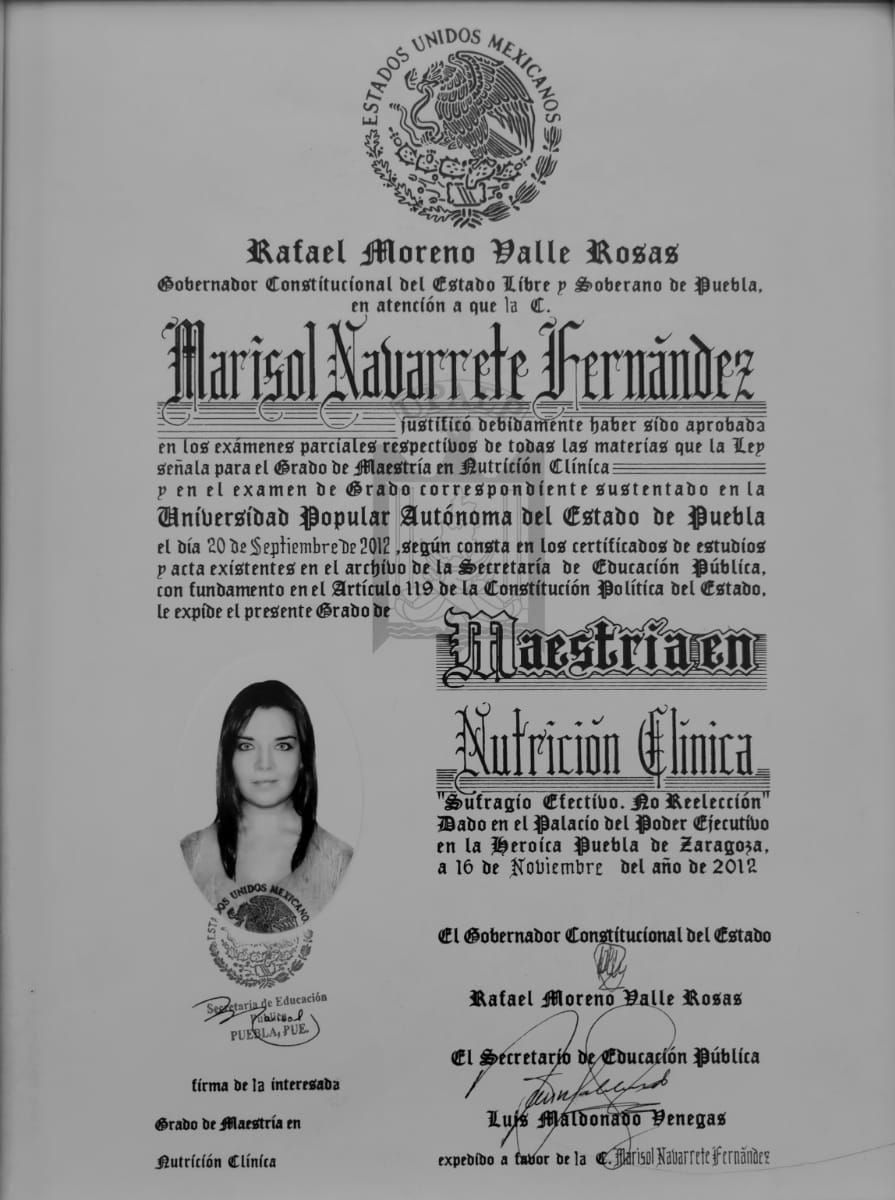 ESTADOS UNIDOS MEXICANOS
Rafael Moreno Valle Rosas
Gobernador Constitucional del Estado Libre y Soberano de Puebla,
en atención a que la C.
Marisol Navarrete Fernández
UPAEP
justificó debidamente haber sido aprobada
en los exámenes parciales respectivos de todas las materias que la Ley
señala para el Grado de Maestría en Nutrición Clínica
y en el examen de Grado correspondiente sustentado en la
Universidad Popular Autónoma del Estado de Puebla
el día 20 de Septiembre de 2012, según consta en los certificados de estudios
y acta existentes en el archivo de la Secretaría de Educación Pública,
con fundamento en el Artículo 119 de la Constitución Política del Estado,
le expide el presente Grado de
Maestría en
Nutrición Clínica
"Sufragio Efectivo. No Reelección"
Dado en el Palacio del Poder Ejecutivo
en la Heroica Puebla de Zaragoza,
a 16 de Noviembre del año de 2012
ESTADOS UNIDOS MEXICANO
Secretaría de Educación
Pública
PUEBLA, PUE.
firma de la interesada
Grado de Maestría en
Nutrición Clínica
El Gobernador Constitucional del Estado
Rafael Moreno Valle Rosas
El Secretario de Educación Pública
Luis Maldonado Venegas
expedido a favor de la C. Marisol Navarrete Fernández